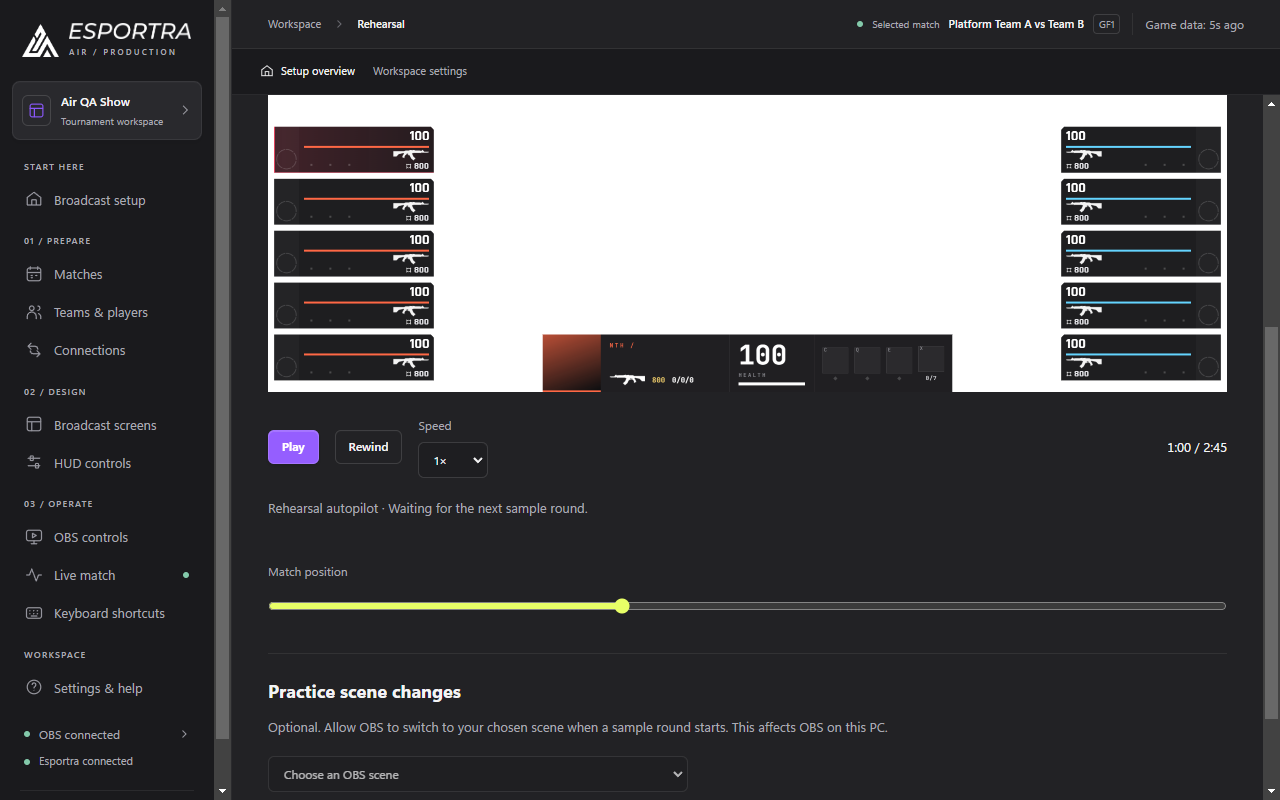 ESPORTRA
AIR / PRODUCTION
Air QA Show
Tournament workspace
START HERE
Broadcast setup
01 / PREPARE
Matches
Teams & players
Connections
02 / DESIGN
Broadcast screens
HUD controls
03 / OPERATE
OBS controls
Live match
Keyboard shortcuts
WORKSPACE
Settings & help
OBS connected
Esportra connected
Workspace
Rehearsal
Selected match
Platform Team A vs Team B
GF1
Game data: 5s ago
Setup overview
Workspace settings
100
¤ 800
100
¤ 800
100
¤ 800
100
¤ 800
100
¤ 800
100
¤ 800
100
¤ 800
100
¤ 800
100
¤ 800
100
¤ 800
NTH /
800 0/0/0
100
HEALTH
C
Q
E
X
0/7
Play
Rewind
Speed
1×
1:00 / 2:45
Rehearsal autopilot · Waiting for the next sample round.
Match position
Practice scene changes
Optional. Allow OBS to switch to your chosen scene when a sample round starts. This affects OBS on this PC.
Choose an OBS scene